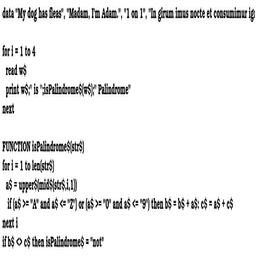 data "My dog has fleas", "Madam, I'm Adam.", "1 on 1", "In girum imus nocte et consumimur
for i = 1 to 4
read w$
print w$;" is ";isPalindrome$(w$);" Palindrome"
next
FUNCTION isPalindrome$(str$)
for i = 1 to len(str$)
a$ = upper$(mid$(str$,i,1))
if (a$ >= "A" and a$ <= "Z") or (a$ >= "0" and a$ <= "9") then b$ = b$ + a$: c$ = a$ + c$
next i
if b$ <> c$ then isPalindrome$ = "not"